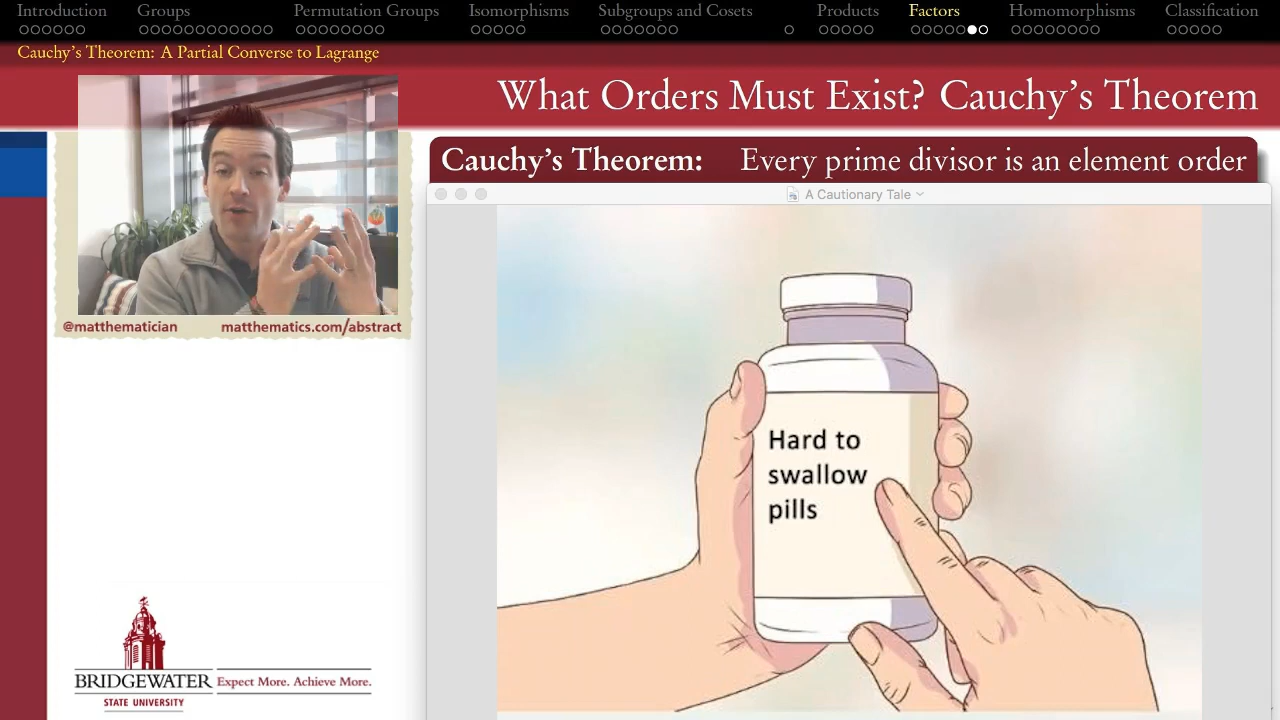 Introduction Groups Permutation Groups Isomorphisms Subgroups and Cosets Products Factors Homomorphisms Classification
Cauchy's Theorem: A Partial Converse to Lagrange
What Orders Must Exist? Cauchy's Theorem
Cauchy's Theorem: Every prime divisor is an element order
A Cautionary Tale
@matthematician matthematics.com/abstract
Hard to
swallow
pills
BRIDGEWATER
STATE UNIVERSITY
Expect More. Achieve More.